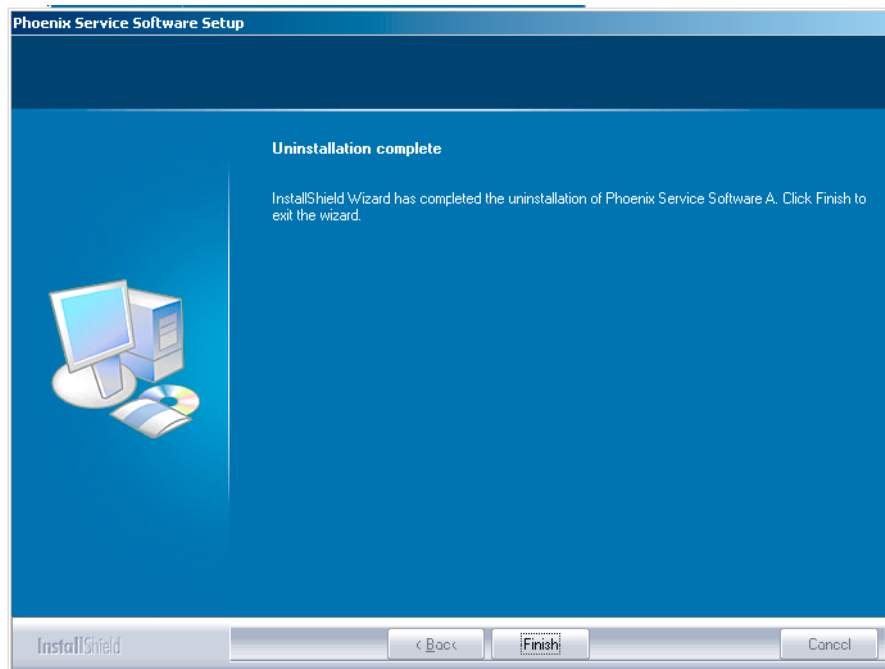 Phoenix Service Software Setup
Uninstallation complete
InstallShield Wizard has completed the uninstallation of Phoenix Service Software A. Click Finish to
exit the wizard.
InstallShield
< Back
Finish
Cancel